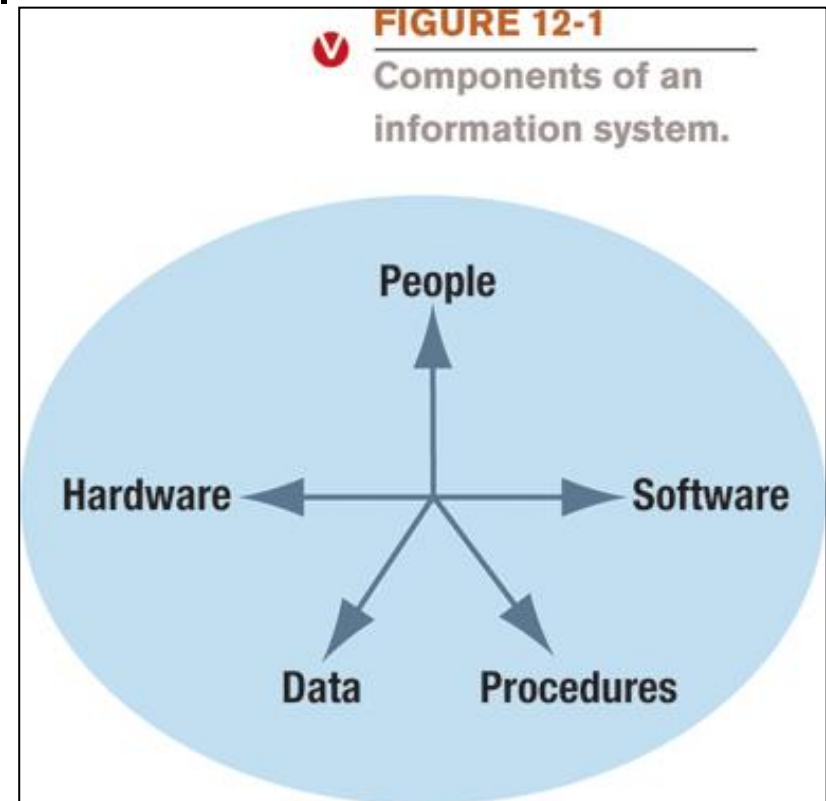 FIGURE 12-1
Components of an
information system.
People
Hardware
Software
Data
Procedures